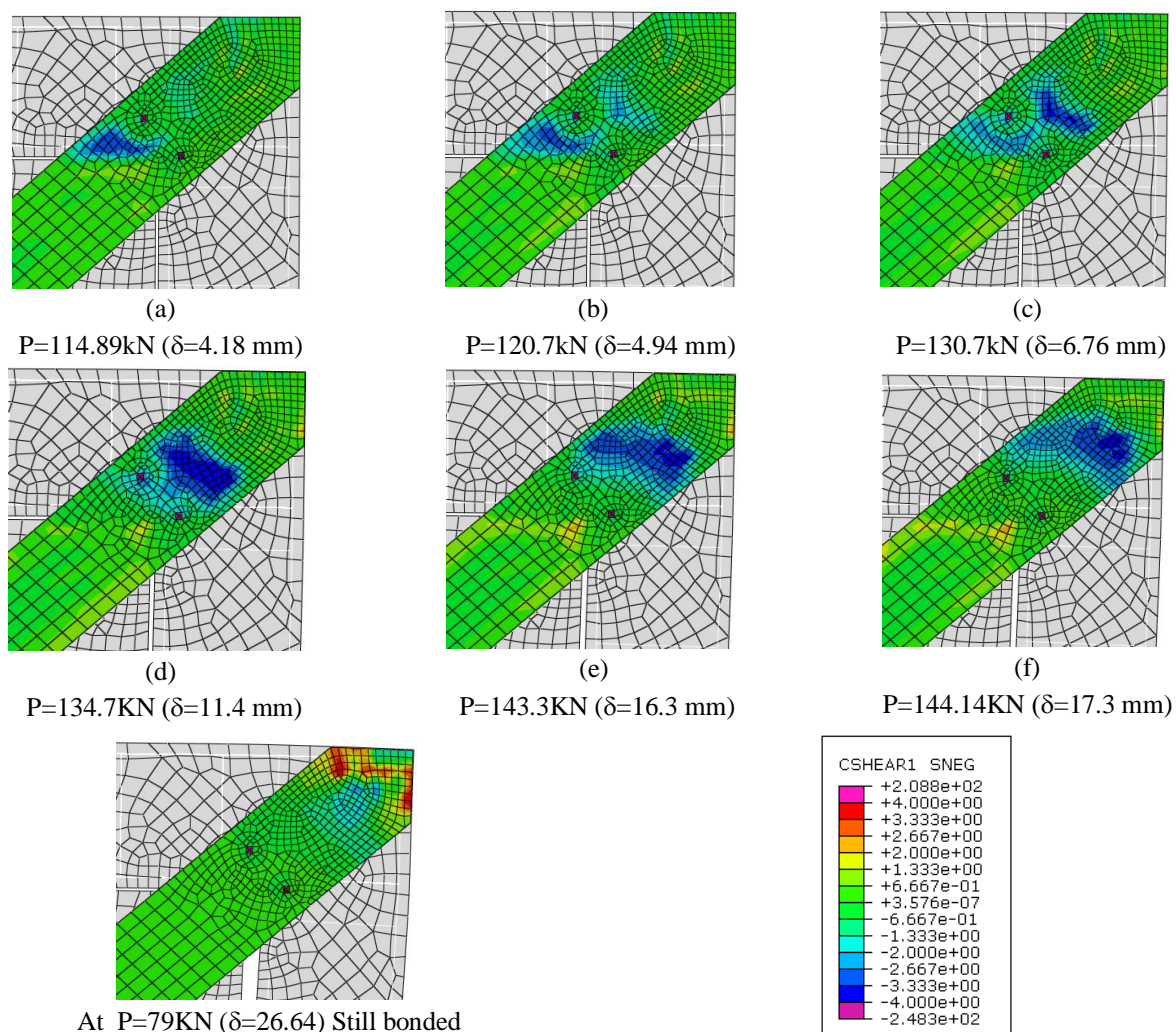 (a)
(b)
(c)
P=114.89kN (δ=4.18 mm)
P=120.7kN (δ=4.94 mm)
P=130.7kN (δ=6.76 mm)
(d)
(e)
(f)
P=134.7KN (δ=11.4 mm)
P=143.3KN (δ=16.3 mm)
P=144.14KN (δ=17.3 mm)
At P=79KN (δ=26.64) Still bonded
CSHEAR1 SNEG
+2.088e+02
+4.000e+00
+3.333e+00
+2.667e+00
+2.000e+00
+1.333e+00
+6.667e-01
+3.576e-07
-6.667e-01
-1.333e+00
-2.000e+00
-2.667e+00
-3.333e+00
-4.000e+00
-2.483e+02